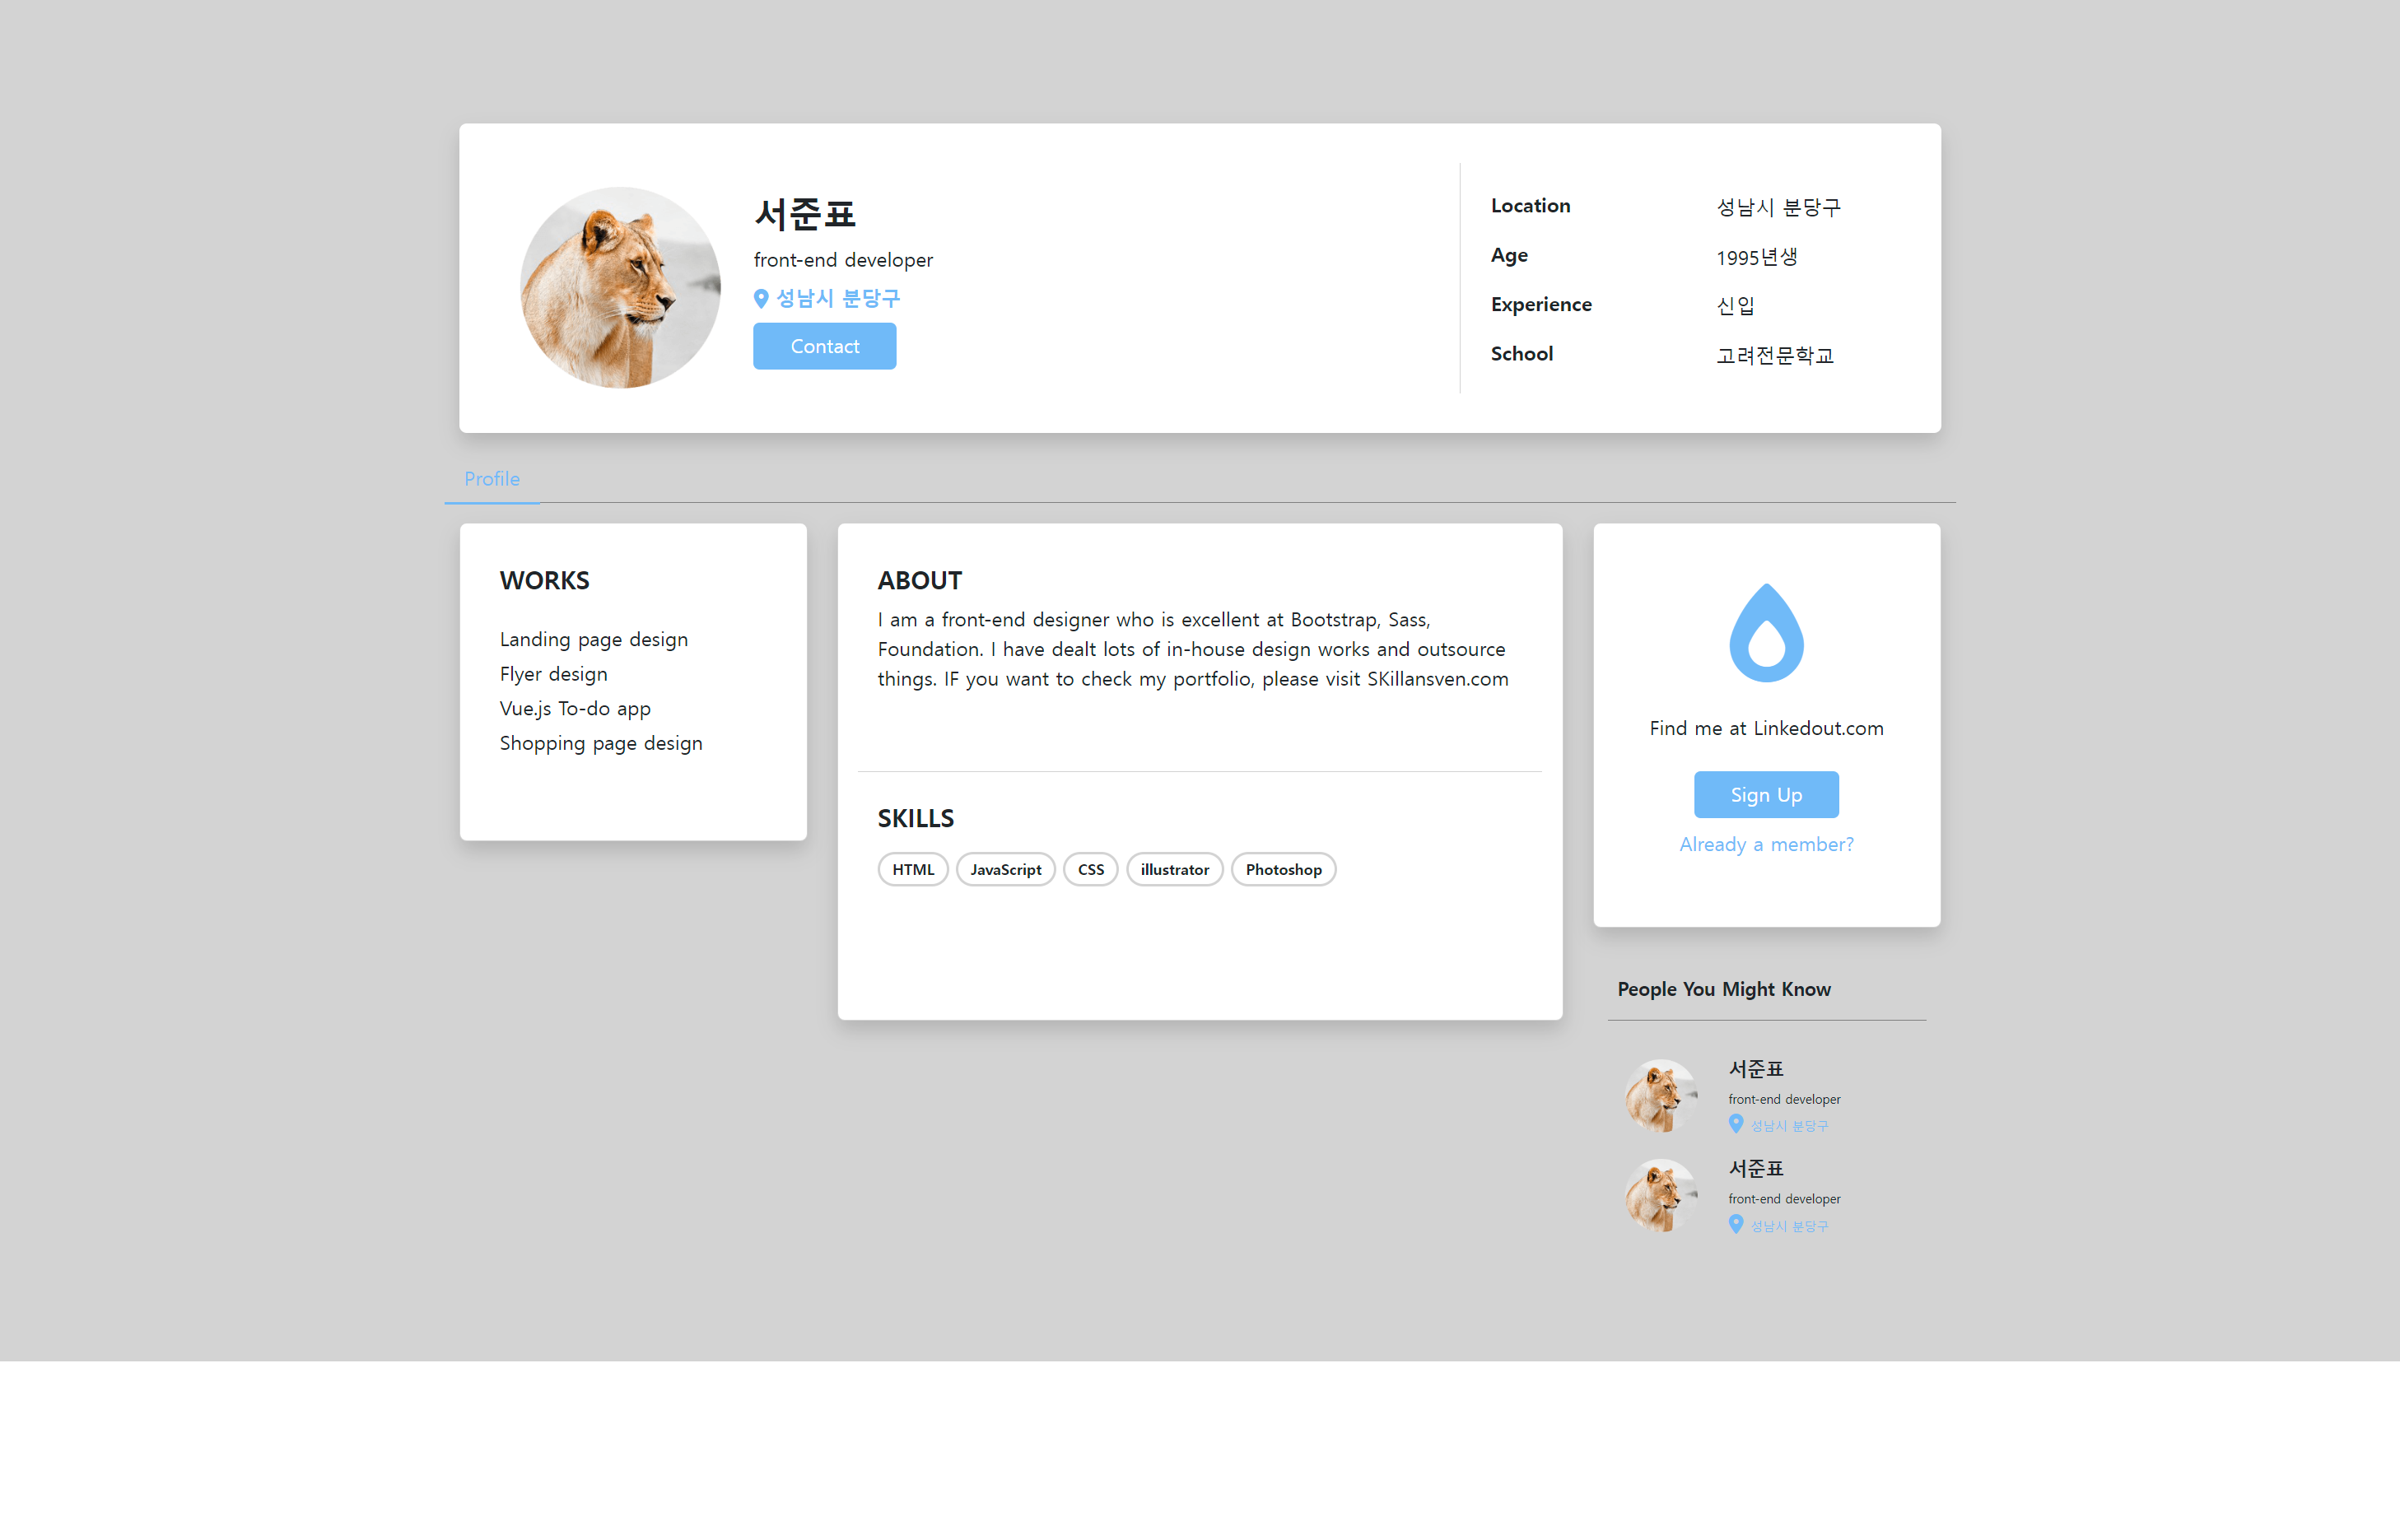 서준표
front-end developer
성남시 분당구
Contact
Location 성남시 분당구
Age 1995년생
Experience 신입
School 고려전문학교
Profile
WORKS
Landing page design
Flyer design
Vue.js To-do app
Shopping page design
ABOUT
I am a front-end designer who is excellent at Bootstrap, Sass,
Foundation. I have dealt lots of in-house design works and outsource
things. IF you want to check my portfolio, please visit SKillansven.com
SKILLS
HTML JavaScript CSS illustrator Photoshop
Find me at Linkedout.com
Sign Up
Already a member?
People You Might Know
서준표
front-end developer
성남시 분당구
서준표
front-end developer
성남시 분당구